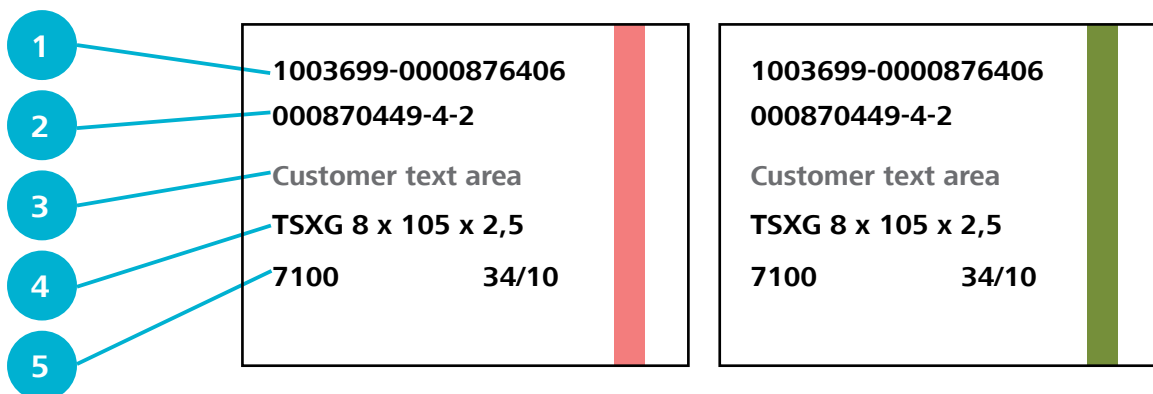 1
2
3
4
5
1003699-0000876406
000870449-4-2
Customer text area
TSXG 8 x 105 x 2,5
7100 34/10
1003699-0000876406
000870449-4-2
Customer text area
TSXG 8 x 105 x 2,5
7100 34/10